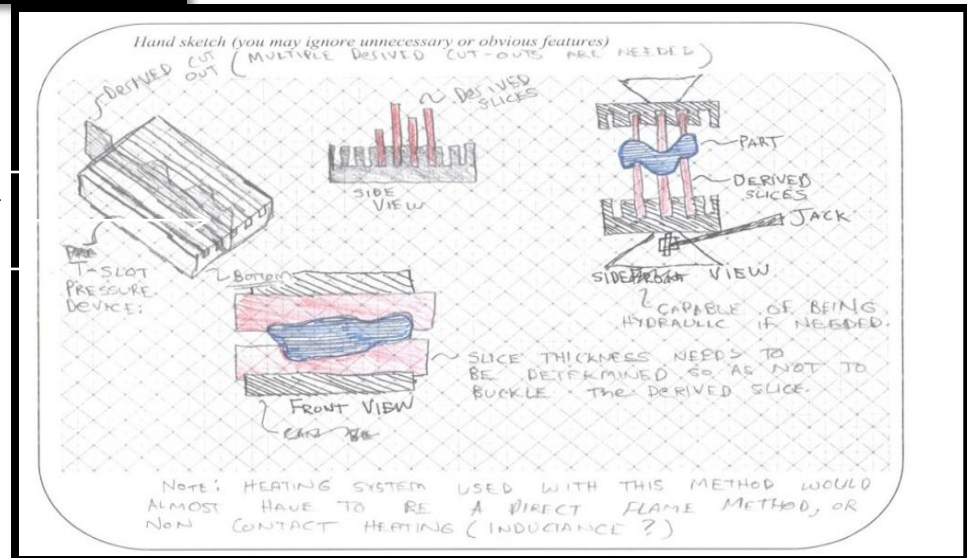 Hand sketch (you may ignore unnecessary or obvious features)
(MULTIPLE DERIVED CUT-OUTS ARE NEEDED)
DERIVED CUT
OUT
DERIVED
SLICES
SIDE
VIEW
PART
DERIVED
SLICES
JACK
SIDE VIEW
CAPABLE OF BEING
HYDRAULIC IF NEEDED.
T-SLOT
PRESSURE
DEVICE:
BOTTOM
SLICE THICKNESS NEEDS TO
BE DETERMINED SO AS NOT TO
BUCKLE THE DERIVED SLICE.
FRONT VIEW
NOTE: HEATING SYSTEM USED WITH THIS METHOD WOULD
ALMOST HAVE TO BE A DIRECT FLAME METHOD, OR
NON CONTACT HEATING (INDUCTANCE?)